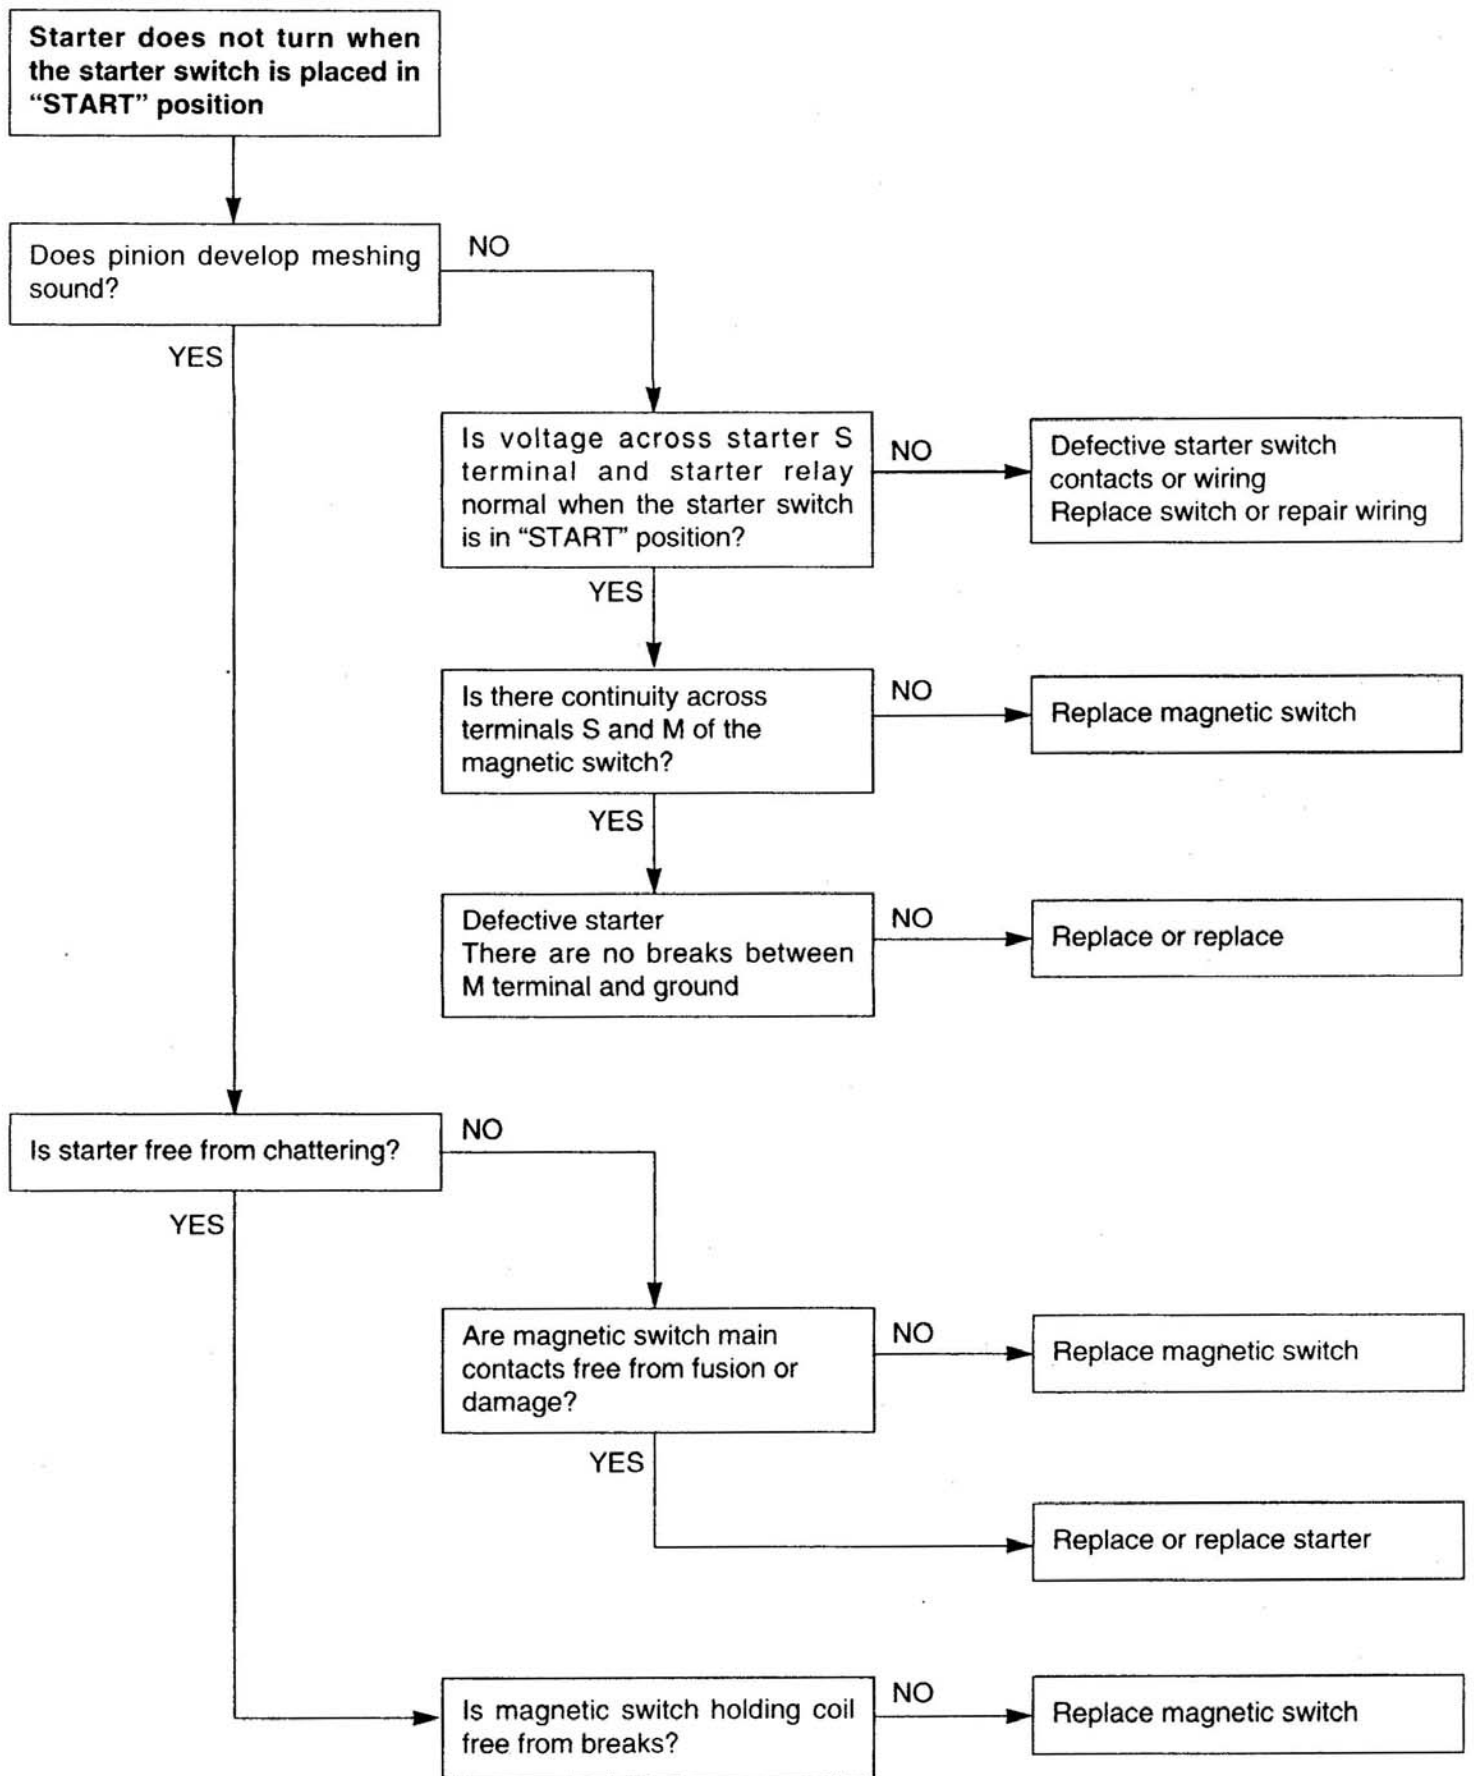 Starter does not turn when
the starter switch is placed in
“START” position
Does pinion develop meshing
sound?
NO
YES
Is voltage across starter S
terminal and starter relay
normal when the starter switch
is in “START” position?
NO
Defective starter switch
contacts or wiring
Replace switch or repair wiring
YES
Is there continuity across
terminals S and M of the
magnetic switch?
NO
Replace magnetic switch
YES
Defective starter
There are no breaks between
M terminal and ground
NO
Replace or replace
Is starter free from chattering?
NO
YES
Are magnetic switch main
contacts free from fusion or
damage?
NO
Replace magnetic switch
YES
Replace or replace starter
Is magnetic switch holding coil
free from breaks?
NO
Replace magnetic switch